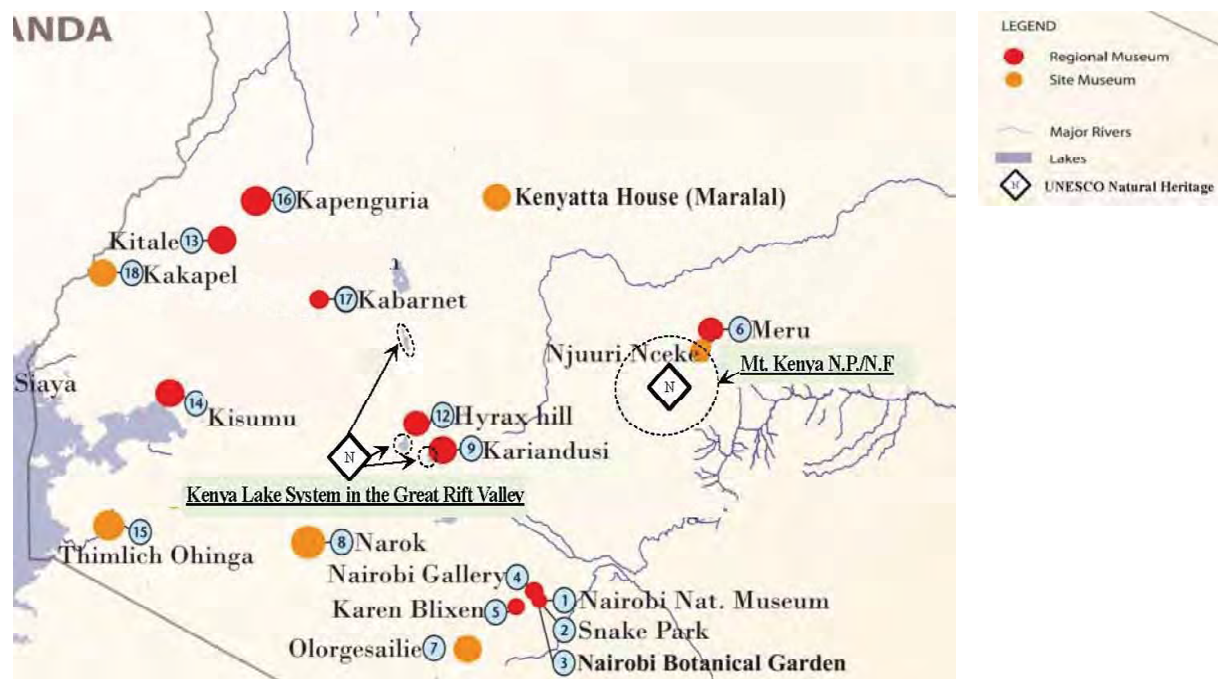 ANDA
16 Kapenguria
Kenyatta House (Maralal)
Kitale 13
18 Kakapel
17 Kabarnet
6 Meru
Njuuri Nceke
Mt. Kenya N.P./N.F
N
Siaya
14
Kisumu
12 Hyrax hill
N
9 Kariandusi
Kenya Lake System in the Great Rift Valley
15
Thimlich Ohinga
8 Narok
Nairobi Gallery 4
1 Nairobi Nat. Museum
Karen Blixen 5
2 Snake Park
Olorgesailie 7
3 Nairobi Botanical Garden
LEGEND
Regional Museum
Site Museum
Major Rivers
Lakes
N UNESCO Natural Heritage